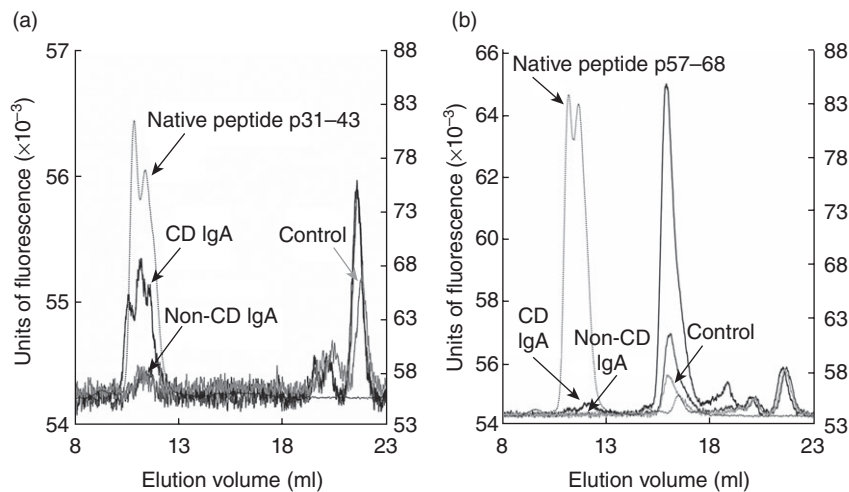 (a)
57
56
55
54
Units of fluorescence (×10⁻³)
88
83
78
73
68
63
58
53
Native peptide p31–43
CD IgA
Control
Non-CD IgA
8
13
18
23
Elution volume (ml)
(b)
66
64
62
60
58
56
54
Units of fluorescence (×10⁻³)
88
83
78
73
68
63
58
53
Native peptide p57–68
CD
IgA
Non-CD
IgA
Control
8
13
18
23
Elution volume (ml)